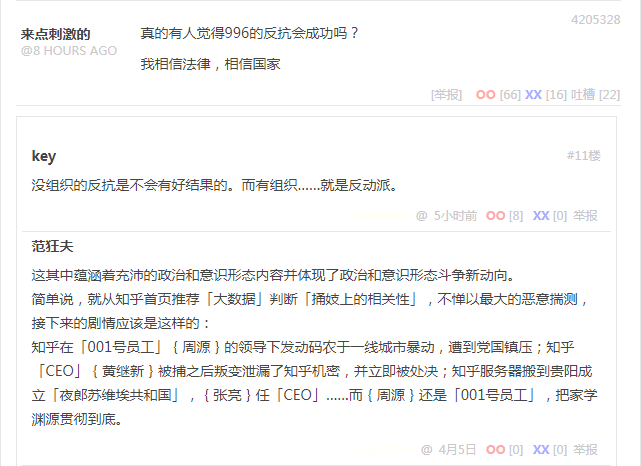 来点刺激的
@8 HOURS AGO
4205328
真的有人觉得996的反抗会成功吗？
我相信法律，相信国家
[举报] OO [66] XX [16] 吐槽 [22]
key
#11楼
没组织的反抗是不会有好结果的。而有组织……就是反动派。
@ 5小时前 OO [8] XX [0] 举报
范狂夫
这其中蕴涵着充沛的政治和意识形态内容并体现了政治和意识形态斗争新动向。
简单说，就从知乎首页推荐「大数据」判断「捅妓上的相关性」，不惮以最大的恶意揣测，
接下来的剧情应该是这样的：
知乎在「001号员工」｛周源｝的领导下发动码农于一线城市暴动，遭到党国镇压；知乎
「CEO」｛黄继新｝被捕之后叛变泄漏了知乎机密，并立即被处决；知乎服务器搬到贵阳成
立「夜郎苏维埃共和国」，｛张亮｝任「CEO」……而｛周源｝还是「001号员工」，把家学
渊源贯彻到底。
@ 4月5日 OO [0] XX [0] 举报